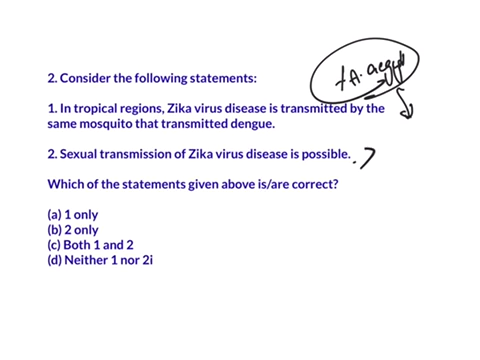 A. aegy
2. Consider the following statements:
1. In tropical regions, Zika virus disease is transmitted by the
same mosquito that transmitted dengue.
2. Sexual transmission of Zika virus disease is possible.
Which of the statements given above is/are correct?
(a) 1 only
(b) 2 only
(c) Both 1 and 2
(d) Neither 1 nor 2i